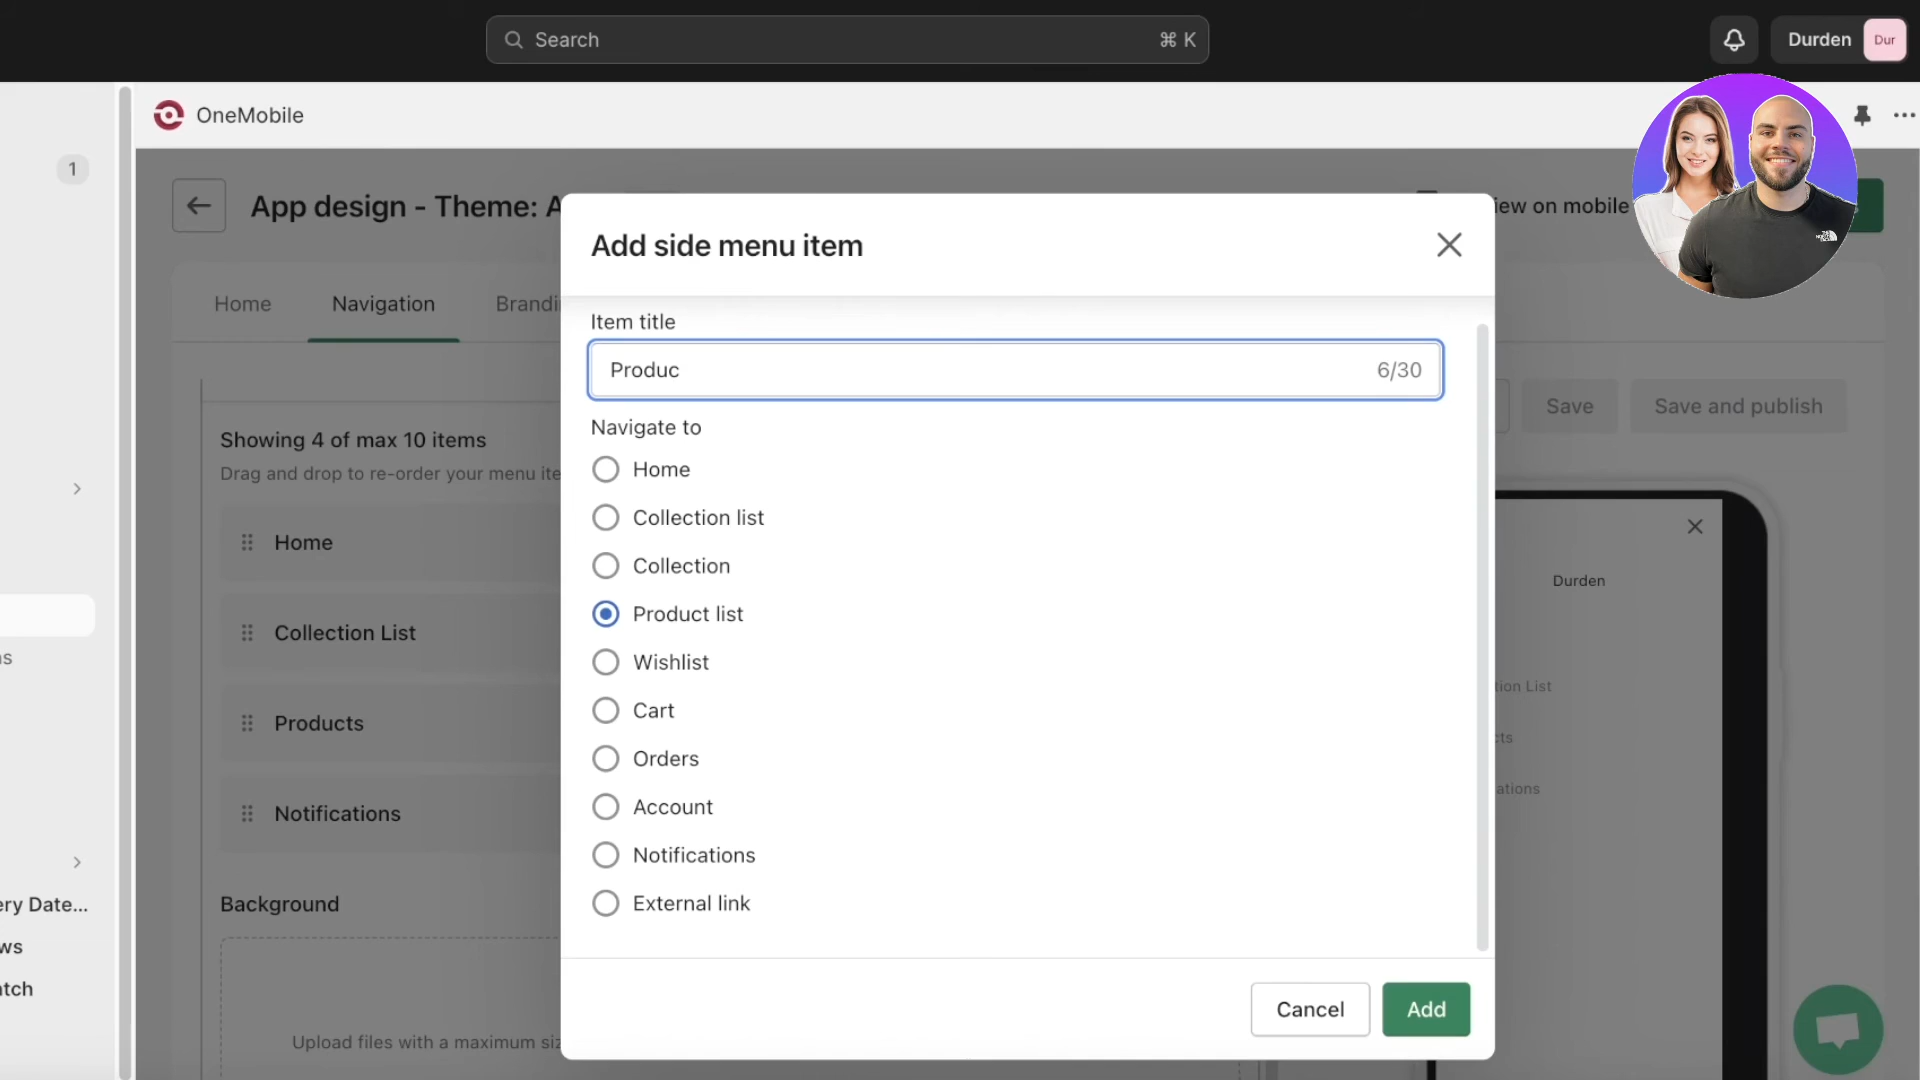 Search
⌘ K
Durden
Dur
OneMobile
1
App design - Theme: A
iew on mobile
Add side menu item
Home
Navigation
Brandi
Item title
Produc
6/30
Save
Save and publish
Navigate to
Home
Collection list
Collection
Product list
Wishlist
Cart
Orders
Account
Notifications
External link
Cancel
Add
Showing 4 of max 10 items
Drag and drop to re-order your menu ite
Home
Collection List
Products
Notifications
Background
Upload files with a maximum siz
Durden
tion List
cts
ations
s
ery Date...
ws
atch